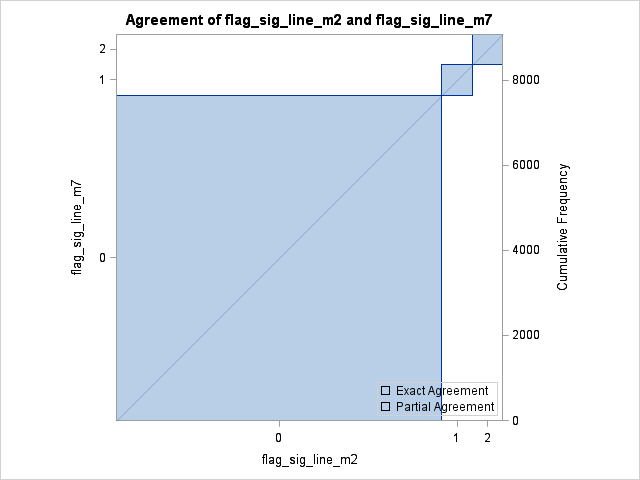 Agreement of flag_sig_line_m2 and flag_sig_line_m7
2
1
0
flag_sig_line_m7
8000
6000
4000
2000
0
Cumulative Frequency
Exact Agreement
Partial Agreement
0
1
2
flag_sig_line_m2